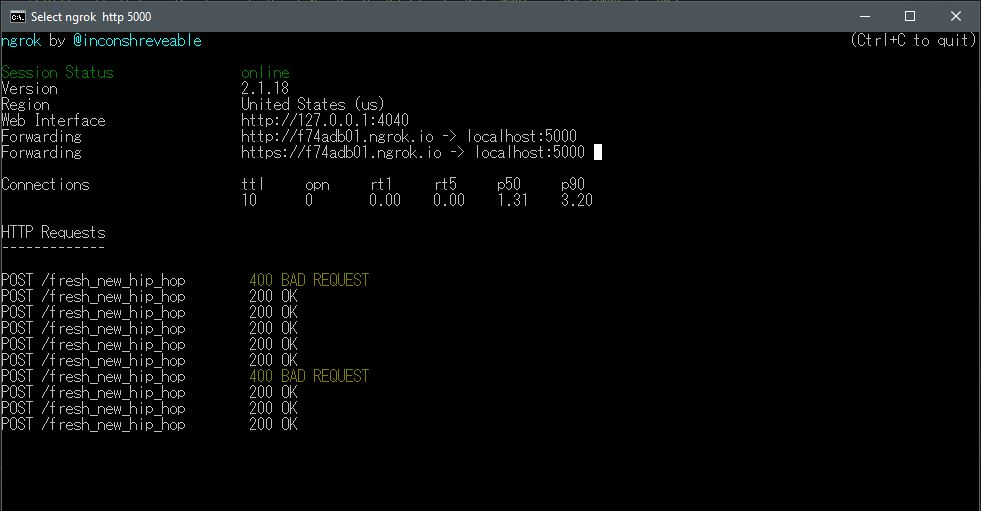 Select ngrok  http 5000
ngrok by @inconshreveable (Ctrl+C to quit)
Session Status online
Version 2.1.18
Region United States (us)
Web Interface http://127.0.0.1:4040
Forwarding http://f74adb01.ngrok.io -> localhost:5000
Forwarding https://f74adb01.ngrok.io -> localhost:5000
Connections ttl opn rt1 rt5 p50 p90
10 0 0.00 0.00 1.31 3.20
HTTP Requests
-------------
POST /fresh_new_hip_hop 400 BAD REQUEST
POST /fresh_new_hip_hop 200 OK
POST /fresh_new_hip_hop 200 OK
POST /fresh_new_hip_hop 200 OK
POST /fresh_new_hip_hop 200 OK
POST /fresh_new_hip_hop 200 OK
POST /fresh_new_hip_hop 400 BAD REQUEST
POST /fresh_new_hip_hop 200 OK
POST /fresh_new_hip_hop 200 OK
POST /fresh_new_hip_hop 200 OK